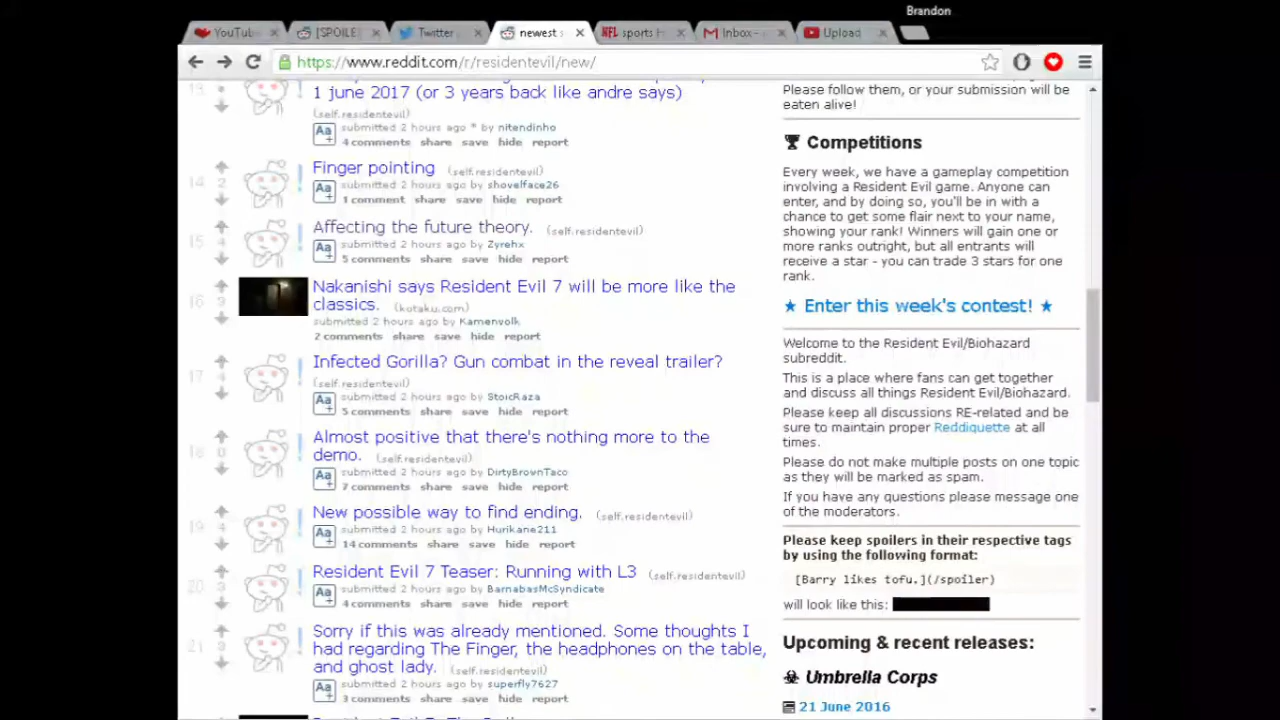 Brandon
YouTub
[SPOILE
Twitter
newest s
NFL sports H
Inbox -
Upload
https://www.reddit.com/r/residentevil/new/
13
1 june 2017 (or 3 years back like andre says)
(self.residentevil)
submitted 2 hours ago * by nitendinho
4 comments share save hide report
14
2
Finger pointing (self.residentevil)
submitted 2 hours ago by shovelface26
1 comment share save hide report
15
4
Affecting the future theory. (self.residentevil)
submitted 2 hours ago by Zyrehx
5 comments share save hide report
16
3
Nakanishi says Resident Evil 7 will be more like the
classics. (kotaku.com)
submitted 2 hours ago by Kamenvolk
2 comments share save hide report
17
4
Infected Gorilla? Gun combat in the reveal trailer?
(self.residentevil)
submitted 2 hours ago by StoicRaza
5 comments share save hide report
18
0
Almost positive that there's nothing more to the
demo. (self.residentevil)
submitted 2 hours ago by DirtyBrownTaco
7 comments share save hide report
19
4
New possible way to find ending. (self.residentevil)
submitted 2 hours ago by Hurikane211
14 comments share save hide report
20
3
Resident Evil 7 Teaser: Running with L3 (self.residentevil)
submitted 2 hours ago by BarnabasMcSyndicate
4 comments share save hide report
21
3
Sorry if this was already mentioned. Some thoughts I
had regarding The Finger, the headphones on the table,
and ghost lady. (self.residentevil)
submitted 2 hours ago by superfly7627
3 comments share save hide report
Please follow them, or your submission will be
eaten alive!
Competitions
Every week, we have a gameplay competition
involving a Resident Evil game. Anyone can
enter, and by doing so, you'll be in with a
chance to get some flair next to your name,
showing your rank! Winners will gain one or
more ranks outright, but all entrants will
receive a star - you can trade 3 stars for one
rank.
★ Enter this week's contest! ★
Welcome to the Resident Evil/Biohazard
subreddit.
This is a place where fans can get together
and discuss all things Resident Evil/Biohazard.
Please keep all discussions RE-related and be
sure to maintain proper Reddiquette at all
times.
Please do not make multiple posts on one topic
as they will be marked as spam.
If you have any questions please message one
of the moderators.
Please keep spoilers in their respective tags
by using the following format:
[Barry likes tofu.](/spoiler)
will look like this:
Upcoming & recent releases:
Umbrella Corps
21 June 2016